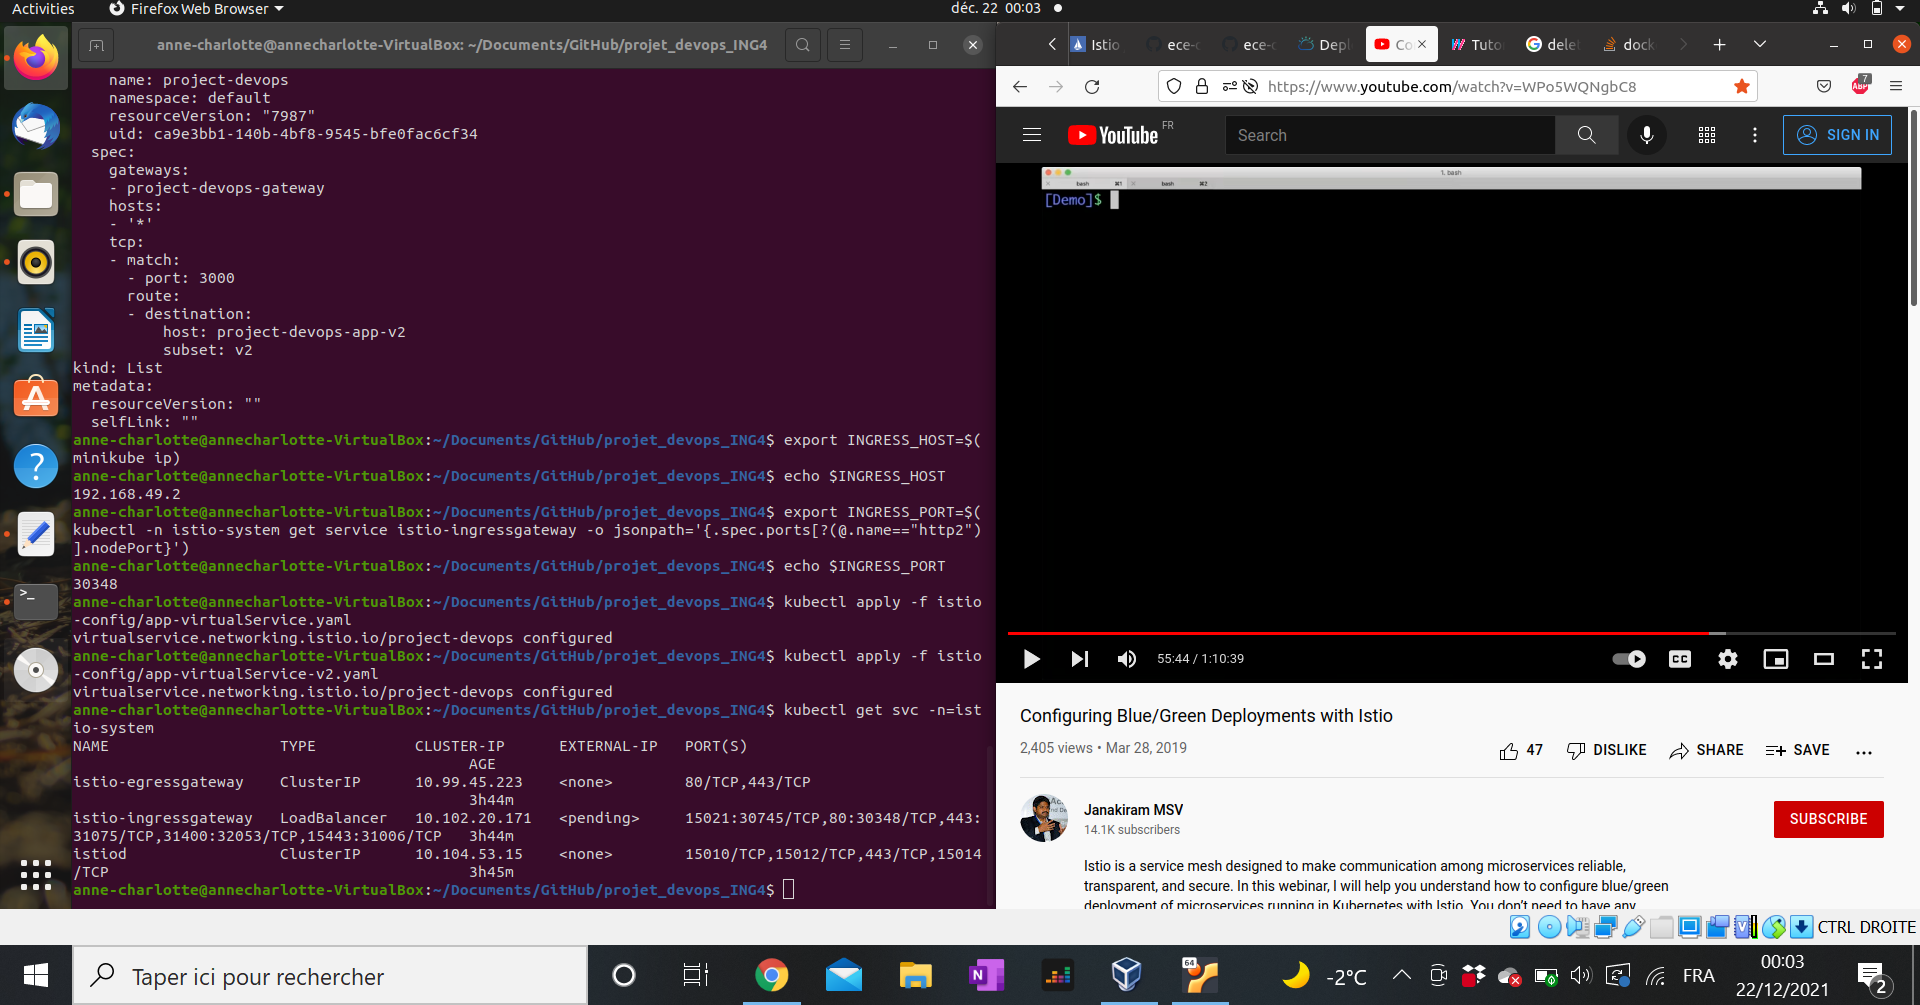 Activities
Firefox Web Browser
déc. 22 00:03
anne-charlotte@annecharlotte-VirtualBox: ~/Documents/GitHub/projet_devops_ING4
name: project-devops
namespace: default
resourceVersion: "7987"
uid: ca9e3bb1-140b-4bf8-9545-bfe0fac6cf34
spec:
gateways:
- project-devops-gateway
hosts:
- '*'
tcp:
- match:
- port: 3000
route:
- destination:
host: project-devops-app-v2
subset: v2
kind: List
metadata:
resourceVersion: ""
selfLink: ""
anne-charlotte@annecharlotte-VirtualBox:~/Documents/GitHub/projet_devops_ING4$ export INGRESS_HOST=$(
minikube ip)
anne-charlotte@annecharlotte-VirtualBox:~/Documents/GitHub/projet_devops_ING4$ echo $INGRESS_HOST
192.168.49.2
anne-charlotte@annecharlotte-VirtualBox:~/Documents/GitHub/projet_devops_ING4$ export INGRESS_PORT=$(
kubectl -n istio-system get service istio-ingressgateway -o jsonpath='{.spec.ports[?(@.name=="http2")
].nodePort}')
anne-charlotte@annecharlotte-VirtualBox:~/Documents/GitHub/projet_devops_ING4$ echo $INGRESS_PORT
30348
anne-charlotte@annecharlotte-VirtualBox:~/Documents/GitHub/projet_devops_ING4$ kubectl apply -f istio
-config/app-virtualService.yaml
virtualservice.networking.istio.io/project-devops configured
anne-charlotte@annecharlotte-VirtualBox:~/Documents/GitHub/projet_devops_ING4$ kubectl apply -f istio
-config/app-virtualService-v2.yaml
virtualservice.networking.istio.io/project-devops configured
anne-charlotte@annecharlotte-VirtualBox:~/Documents/GitHub/projet_devops_ING4$ kubectl get svc -n=ist
io-system
NAME TYPE CLUSTER-IP EXTERNAL-IP PORT(S)
AGE
istio-egressgateway ClusterIP 10.99.45.223 <none> 80/TCP,443/TCP
3h44m
istio-ingressgateway LoadBalancer 10.102.20.171 <pending> 15021:30745/TCP,80:30348/TCP,443:
31075/TCP,31400:32053/TCP,15443:31006/TCP 3h44m
istiod ClusterIP 10.104.53.15 <none> 15010/TCP,15012/TCP,443/TCP,15014
/TCP 3h45m
anne-charlotte@annecharlotte-VirtualBox:~/Documents/GitHub/projet_devops_ING4$
Istio ece- ece- Depl Co Tuto dele dock
https://www.youtube.com/watch?v=WPo5WQNgbC8
ABP 7
YouTube FR
Search
SIGN IN
1. bash
bash ⌘1 bash ⌘2
[Demo]$
55:44 / 1:10:39
CC
Configuring Blue/Green Deployments with Istio
2,405 views • Mar 28, 2019
47 DISLIKE SHARE SAVE
Janakiram MSV
14.1K subscribers
SUBSCRIBE
Istio is a service mesh designed to make communication among microservices reliable,
transparent, and secure. In this webinar, I will help you understand how to configure blue/green
deployment of microservices running in Kubernetes with Istio. You don't need to have any
CTRL DROITE
Taper ici pour rechercher
64
-2°C
FRA
00:03
22/12/2021
2